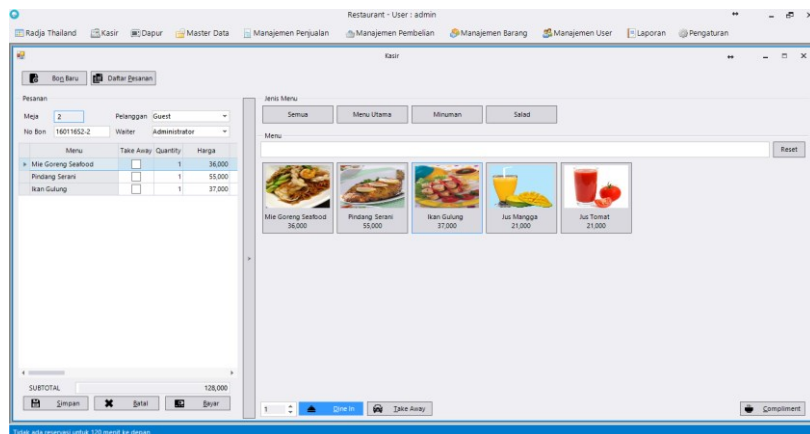 Restaurant - User : admin
Radja Thailand Kasir Dapur Master Data Manajemen Penjualan Manajemen Pembelian Manajemen Barang Manajemen User Laporan Pengaturan
Kasir
Bon Baru Daftar Pesanan
Pesanan
Meja 2 Pelanggan Guest
No Bon 16011652-2 Waiter Administrator
Menu Take Away Quantity Harga
Mie Goreng Seafood 1 36,000
Pindang Serani 1 55,000
Ikan Gulung 1 37,000
SUBTOTAL 128,000
Simpan Batal Bayar
Jenis Menu
Semua Menu Utama Minuman Salad
Menu
Reset
Mie Goreng Seafood Pindang Serani Ikan Gulung Jus Mangga Jus Tomat
36,000 55,000 37,000 21,000 21,000
1 Dine In Take Away Compliment
Tidak ada reservasi untuk 120 menit ke depan